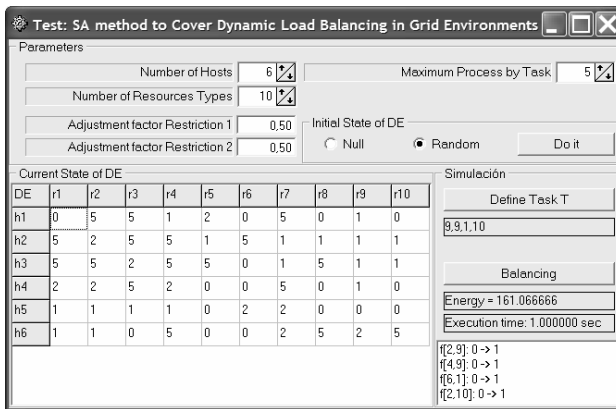 Test: SA method to Cover Dynamic Load Balancing in Grid Environments
Parameters
Number of Hosts 6
Maximum Process by Task 5
Number of Resources Types 10
Adjustment factor Restriction 1 0,50
Adjustment factor Restriction 2 0,50
Initial State of DE
Null Random Do it
Current State of DE
DE r1 r2 r3 r4 r5 r6 r7 r8 r9 r10
h1 0 5 5 1 2 0 5 0 1 0
h2 5 2 5 5 1 5 1 1 1 1
h3 5 5 2 5 5 0 1 5 1 1
h4 2 2 5 2 0 0 5 0 1 0
h5 1 1 1 1 0 2 2 0 0 0
h6 1 1 0 5 0 0 2 5 2 5
Simulación
Define Task T
9,9,1,10
Balancing
Energy = 161.066666
Execution time: 1.000000 sec
f[2,9]: 0 -> 1
f[4,9]: 0 -> 1
f[6,1]: 0 -> 1
f[2,10]: 0 -> 1